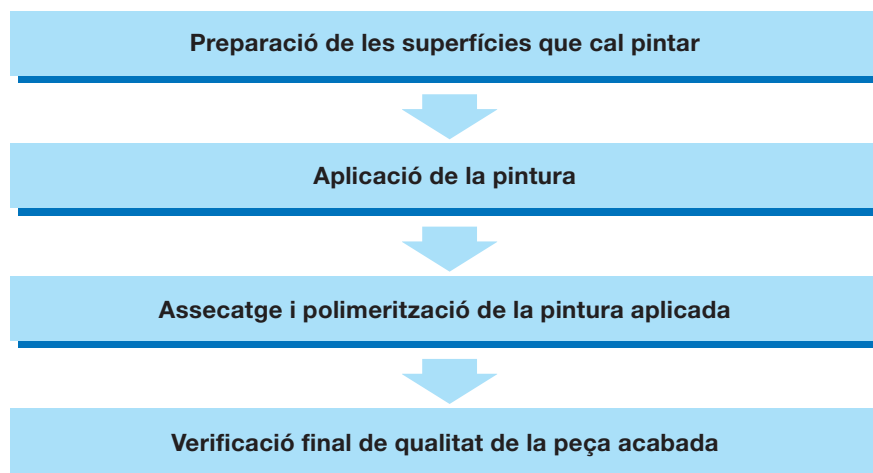 Preparació de les superfícies que cal pintar
Aplicació de la pintura
Assecatge i polimerització de la pintura aplicada
Verificació final de qualitat de la peça acabada